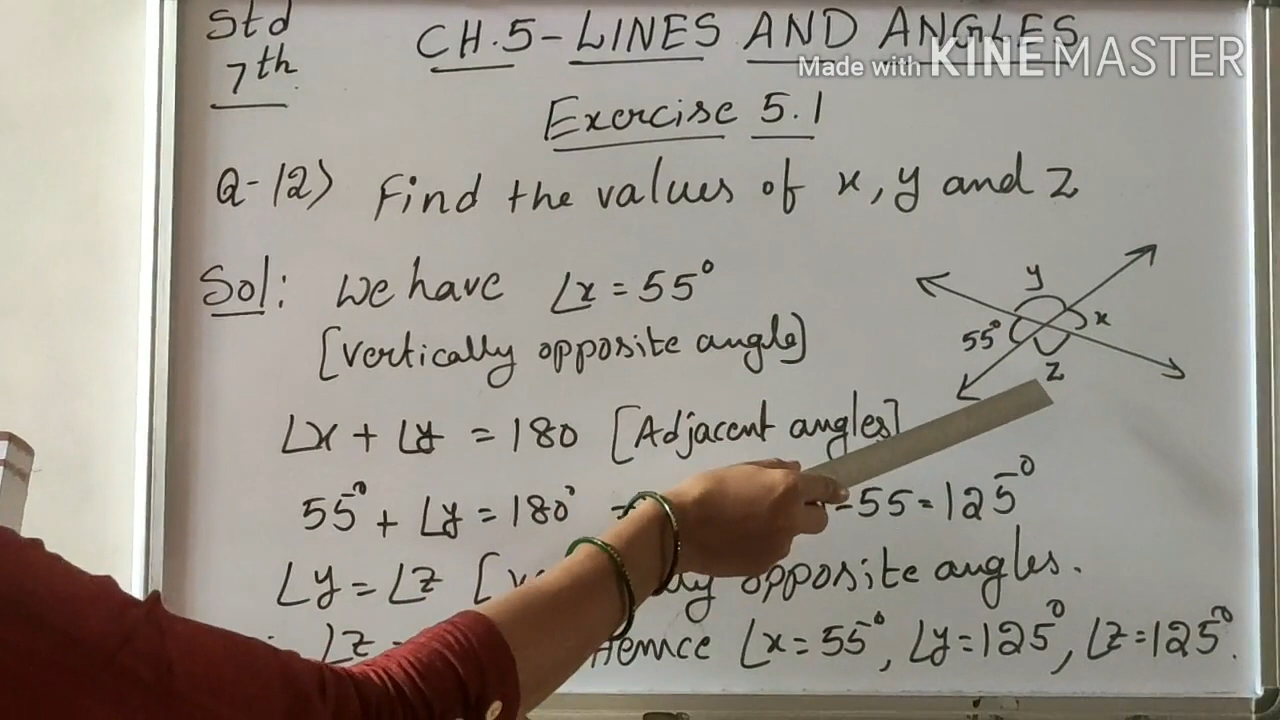 Std
7th
CH.5-LINES AND ANGLES
Made with KINEMASTER
Exercise 5.1
Q-12) Find the values of x, y and z
Sol: We have ∠x = 55°
[Vertically opposite angle]
y
55° x
z
∠x + ∠y = 180 [Adjacent angles]
55° + ∠y = 180° -55=125°
∠y = ∠z opposite angles.
∠z = Hence ∠x = 55°, ∠y = 125°, ∠z = 125°.